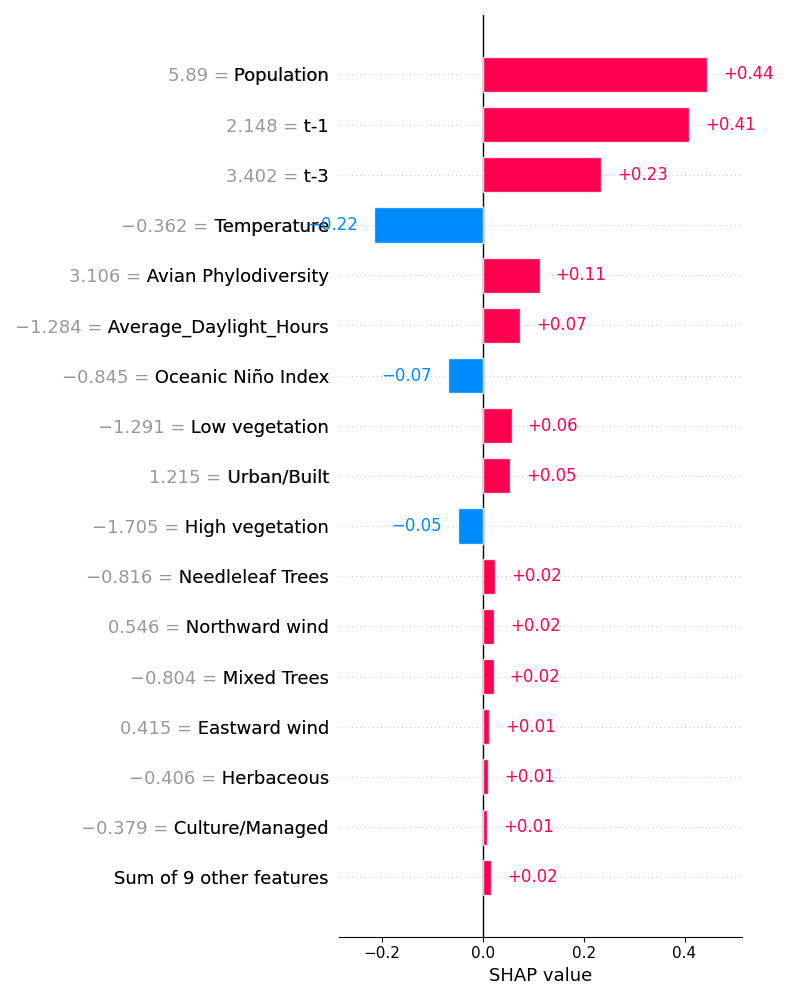 5.89 = Population +0.44
2.148 = t-1 +0.41
3.402 = t-3 +0.23
−0.362 = Temperature −0.22
3.106 = Avian Phylodiversity +0.11
−1.284 = Average_Daylight_Hours +0.07
−0.845 = Oceanic Niño Index −0.07
−1.291 = Low vegetation +0.06
1.215 = Urban/Built +0.05
−1.705 = High vegetation −0.05
−0.816 = Needleleaf Trees +0.02
0.546 = Northward wind +0.02
−0.804 = Mixed Trees +0.02
0.415 = Eastward wind +0.01
−0.406 = Herbaceous +0.01
−0.379 = Culture/Managed +0.01
Sum of 9 other features +0.02
−0.2 0.0 0.2 0.4
SHAP value